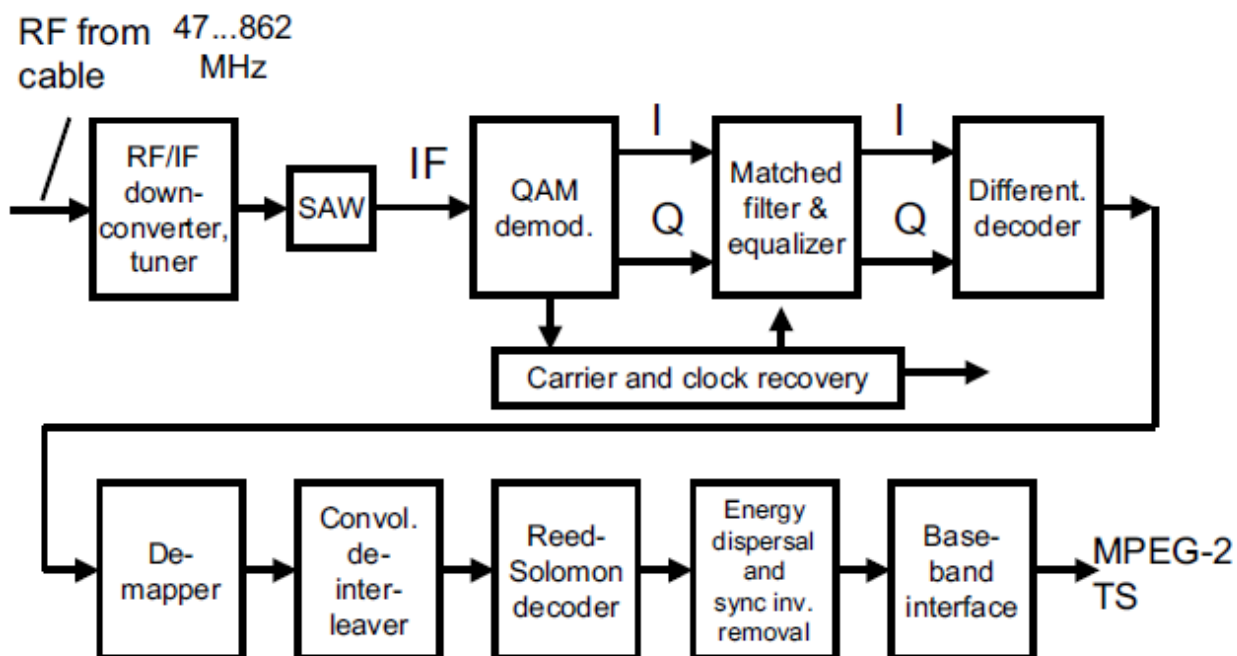 RF from 47...862
cable MHz
RF/IF
down-
converter,
tuner
SAW
IF
QAM
demod.
I
Q
Matched
filter &
equalizer
I
Q
Different.
decoder
Carrier and clock recovery
De-
mapper
Convol.
de-
inter-
leaver
Reed-
Solomon
decoder
Energy
dispersal
and
sync inv.
removal
Base-
band
interface
MPEG-2
TS